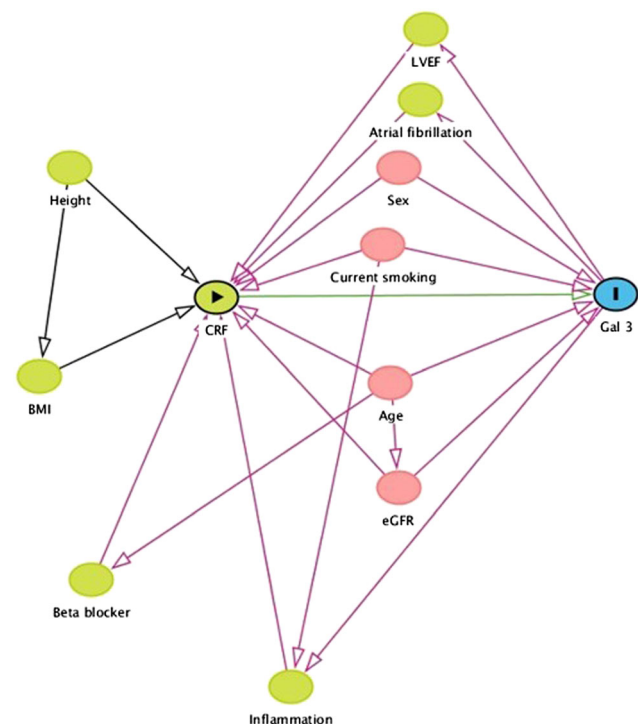 LVEF
Atrial fibrillation
Height
Sex
Current smoking
CRF
Gal 3
BMI
Age
eGFR
Beta blocker
Inflammation